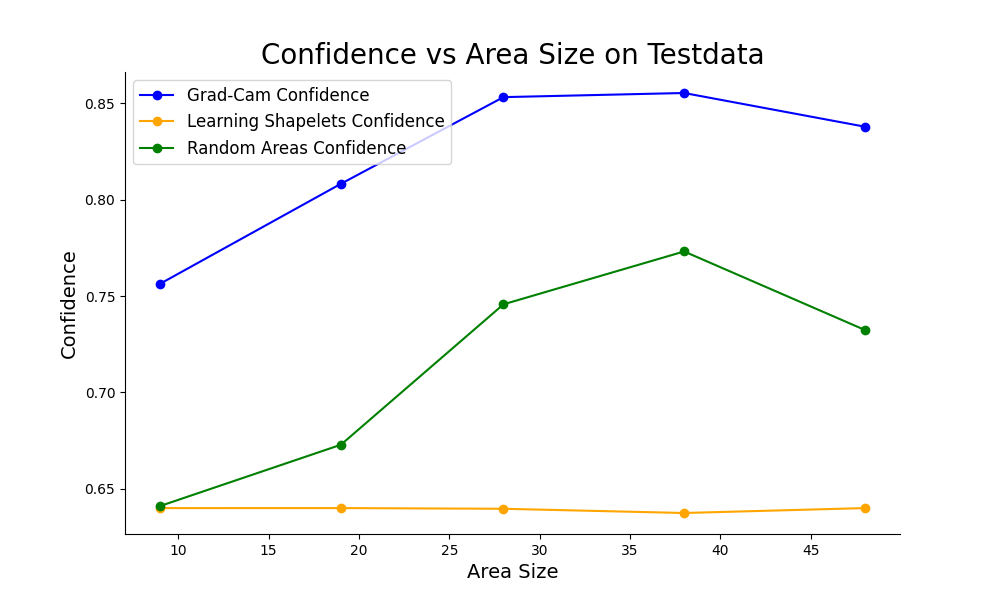 Confidence vs Area Size on Testdata
Grad-Cam Confidence
Learning Shapelets Confidence
Random Areas Confidence
Confidence
0.85
0.80
0.75
0.70
0.65
10 15 20 25 30 35 40 45
Area Size